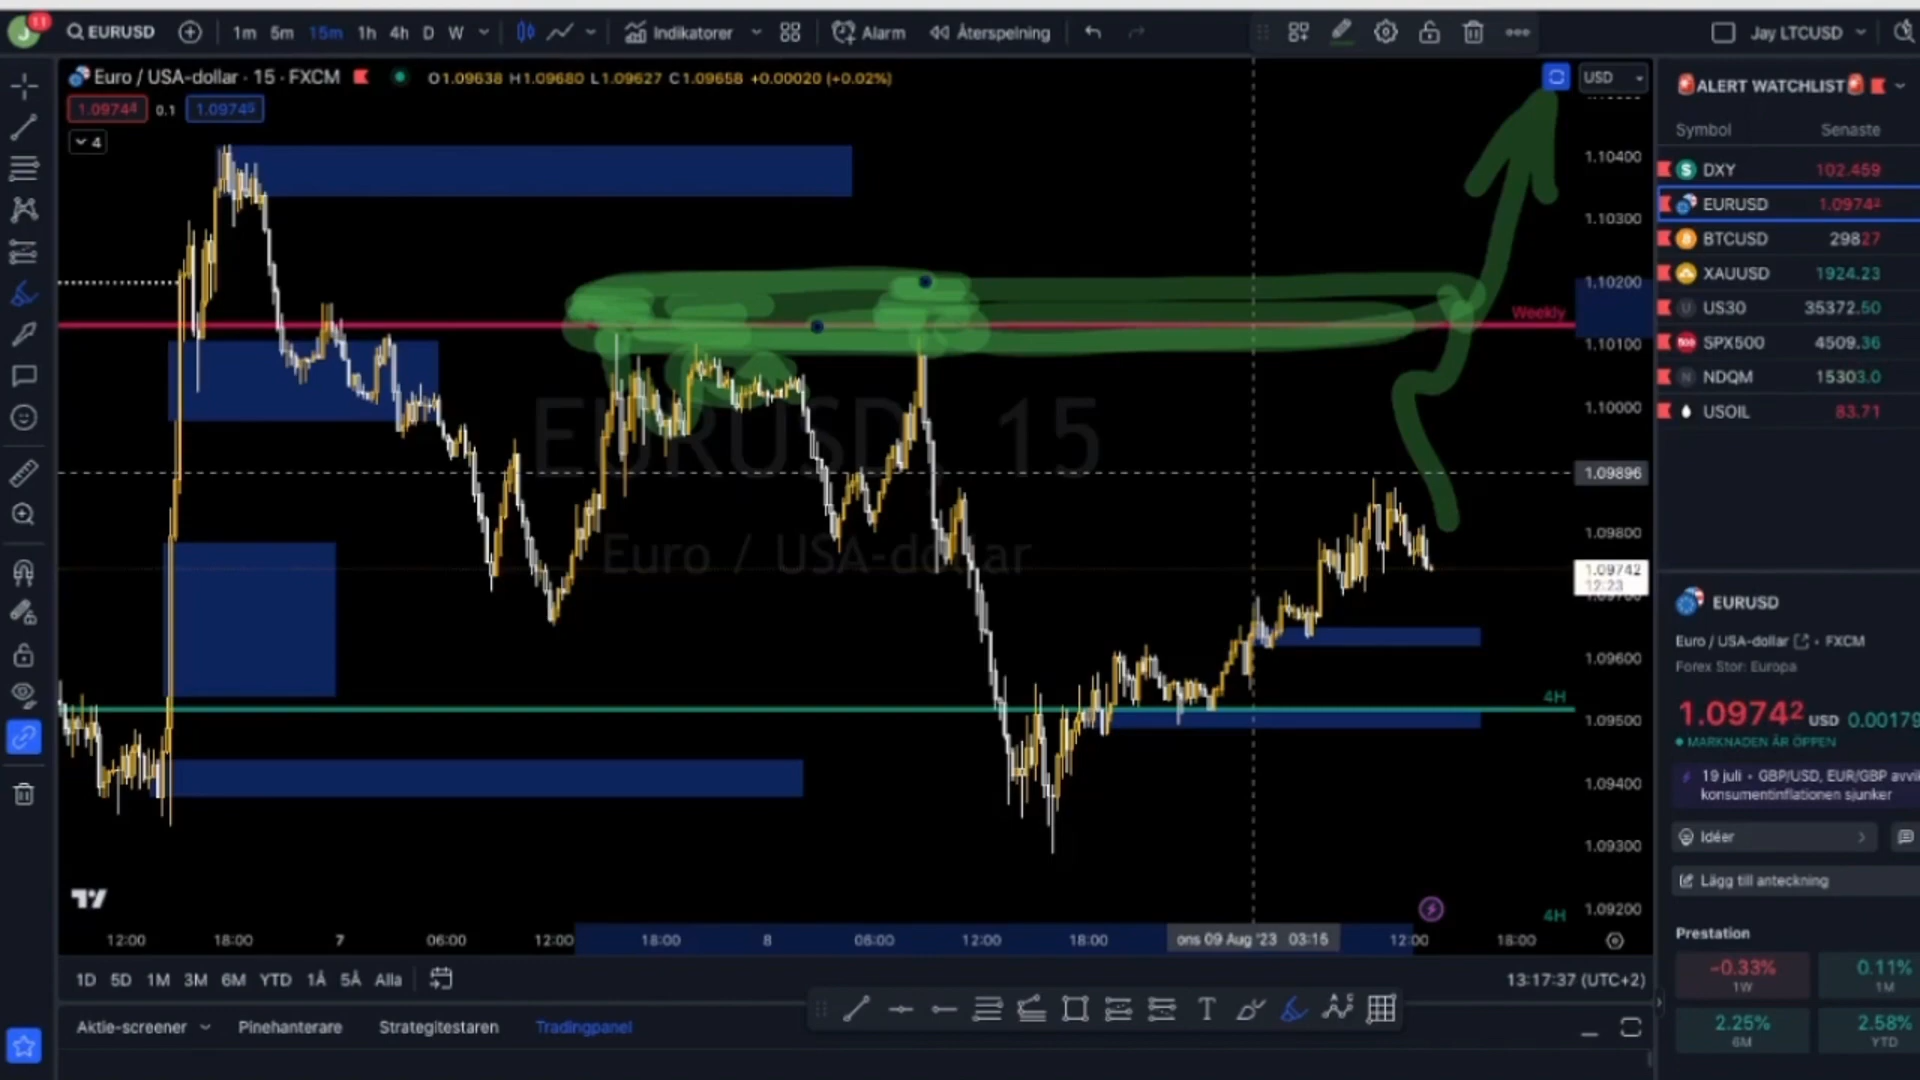 J 11 EURUSD 1m 5m 15m 1h 4h D W Indikatorer Alarm Återspelning Jay LTCUSD
Euro / USA-dollar · 15 · FXCM O1.09638 H1.09680 L1.09627 C1.09658 +0.00020 (+0.02%)
USD
1.09744 0.1 1.09745
4
1.10400
1.10300
1.10200
Weekly
1.10100
1.10000
1.09896
1.09800
1.09742
12:23
1.09600
4H
1.09500
1.09400
1.09300
4H
1.09200
EURUSD, 15
Euro / USA-dollar
12:00 18:00 7 06:00 12:00 18:00 8 06:00 12:00 18:00 ons 09 Aug '23 03:15 12:00 18:00
1D 5D 1M 3M 6M YTD 1Å 5Å Alla 13:17:37 (UTC+2)
Aktie-screener Pinehanterare Strategitestaren Tradingpanel
ALERT WATCHLIST
Symbol Senaste
DXY 102.459
EURUSD 1.09742
BTCUSD 29827
XAUUSD 1924.23
US30 35372.50
SPX500 4509.36
NDQM 15303.0
USOIL 83.71
EURUSD
Euro / USA-dollar · FXCM
Forex Stor: Europa
1.09742 USD 0.00179
MARKNADEN ÄR ÖPPEN
19 juli · GBP/USD, EUR/GBP avvi
konsumentinflationen sjunker
Idéer
Lägg till anteckning
Prestation
-0.33% 0.11%
1W 1M
2.25% 2.58%
6M YTD